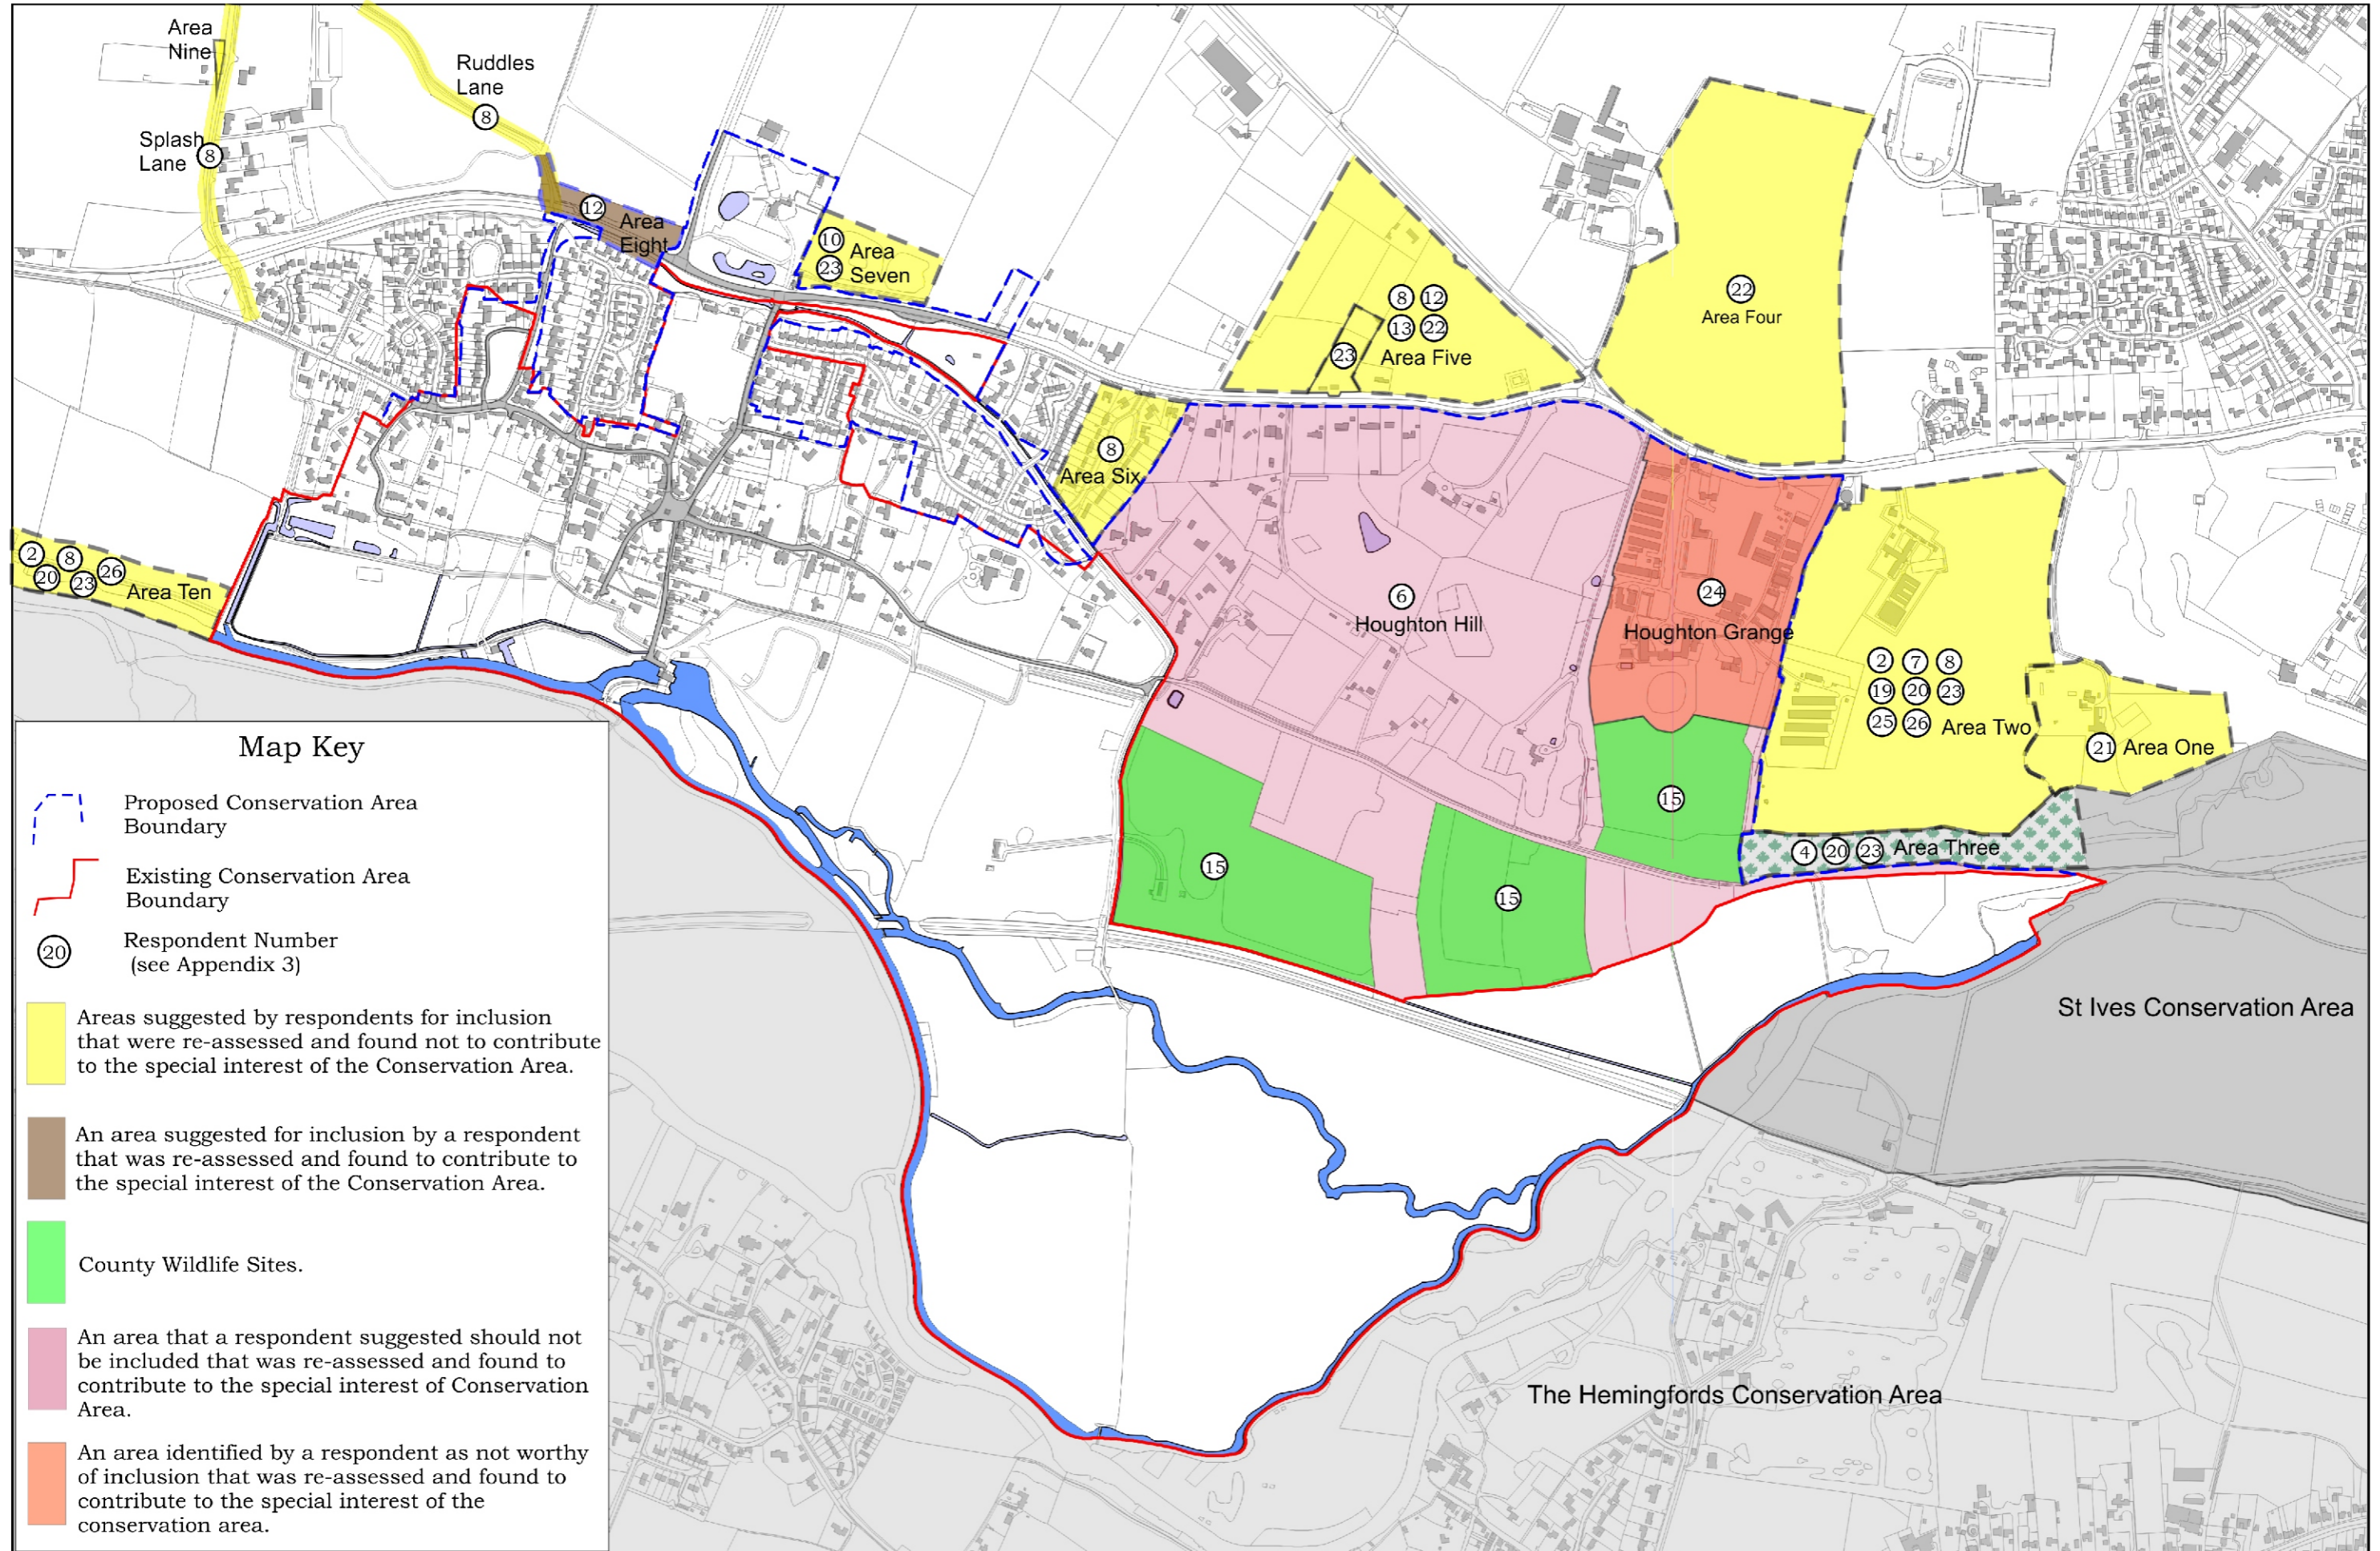 Area
Nine
Ruddles
Lane
8
Splash
Lane
8
12
Area
Eight
10
23
Area
Seven
8 12
13 22
23
Area Five
22
Area Four
8
Area Six
2 8 26
20 23
Area Ten
6
Houghton Hill
24
Houghton Grange
2 7 8
19 20 23
25 26 Area Two
21 Area One
15
15
15
4 20 23 Area Three
St Ives Conservation Area
The Hemingfords Conservation Area
Map Key
Proposed Conservation Area
Boundary
Existing Conservation Area
Boundary
20
Respondent Number
(see Appendix 3)
Areas suggested by respondents for inclusion
that were re-assessed and found not to contribute
to the special interest of the Conservation Area.
An area suggested for inclusion by a respondent
that was re-assessed and found to contribute to
the special interest of the Conservation Area.
County Wildlife Sites.
An area that a respondent suggested should not
be included that was re-assessed and found to
contribute to the special interest of Conservation
Area.
An area identified by a respondent as not worthy
of inclusion that was re-assessed and found to
contribute to the special interest of the
conservation area.